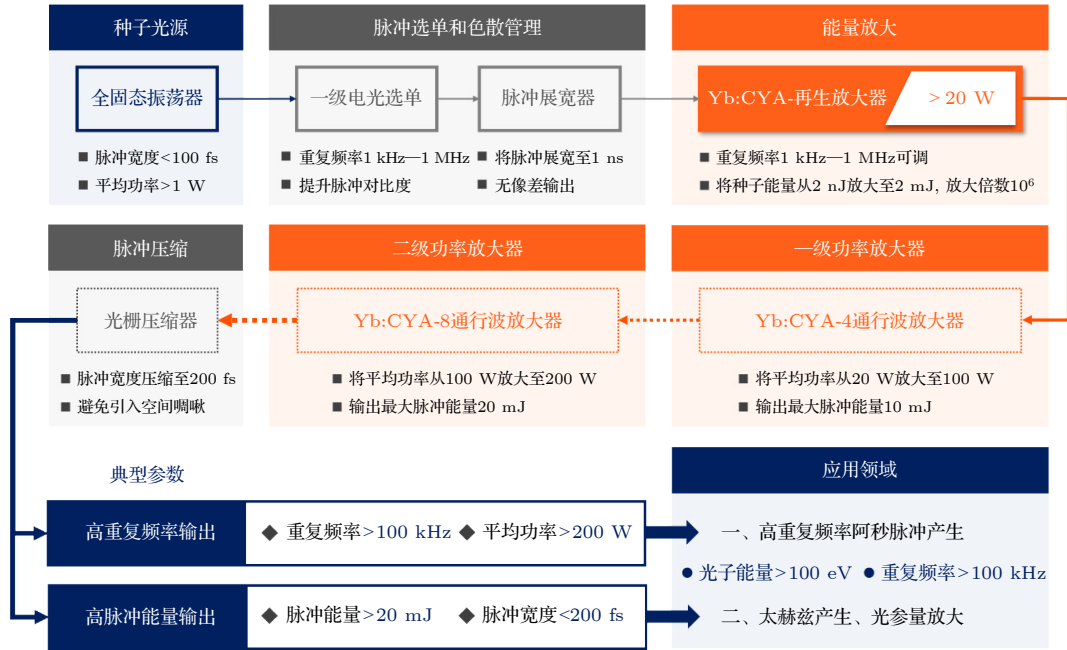 种子光源
脉冲选单和色散管理
能量放大
全固态振荡器
一级电光选单
脉冲展宽器
Yb:CYA-再生放大器
>20 W
■ 脉冲宽度<100 fs
■ 平均功率>1 W
■ 重复频率1 kHz—1 MHz
■ 提升脉冲对比度
■ 将脉冲展宽至1 ns
■ 无像差输出
■ 重复频率1 kHz—1 MHz可调
■ 将种子能量从2 nJ放大至2 mJ, 放大倍数10⁶
脉冲压缩
二级功率放大器
一级功率放大器
光栅压缩器
Yb:CYA-8通行波放大器
Yb:CYA-4通行波放大器
■ 脉冲宽度压缩至200 fs
■ 避免引入空间啁啾
■ 将平均功率从100 W放大至200 W
■ 输出最大脉冲能量20 mJ
■ 将平均功率从20 W放大至100 W
■ 输出最大脉冲能量10 mJ
典型参数
应用领域
高重复频率输出
◆ 重复频率>100 kHz ◆ 平均功率>200 W
一、高重复频率阿秒脉冲产生
● 光子能量>100 eV ● 重复频率>100 kHz
高脉冲能量输出
◆ 脉冲能量>20 mJ ◆ 脉冲宽度<200 fs
二、太赫兹产生、光参量放大